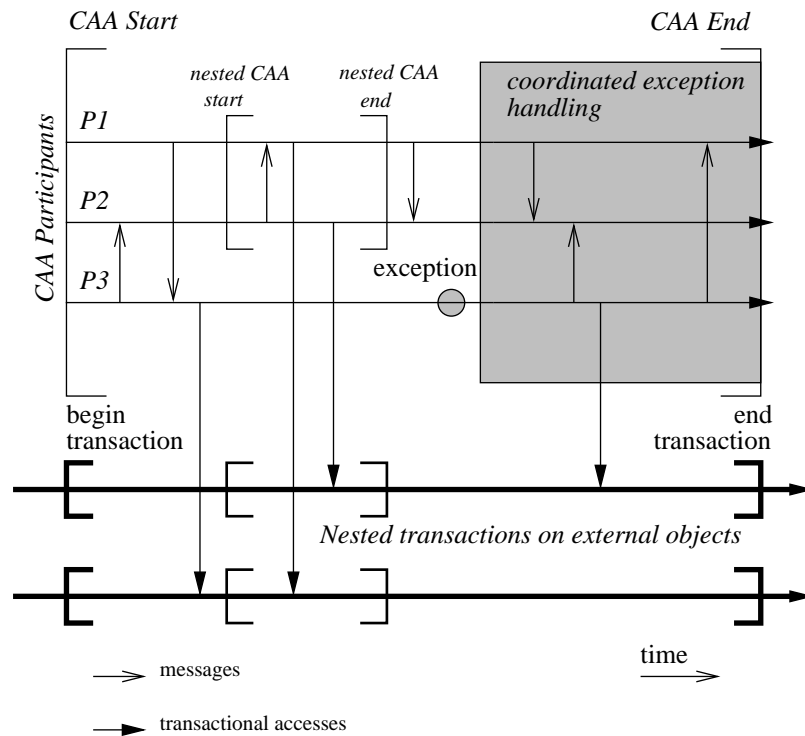 CAA Start
CAA End
nested CAA
start
nested CAA
end
coordinated exception
handling
CAA Participants
P1
P2
P3
exception
begin
transaction
end
transaction
Nested transactions on external objects
messages
time
transactional accesses